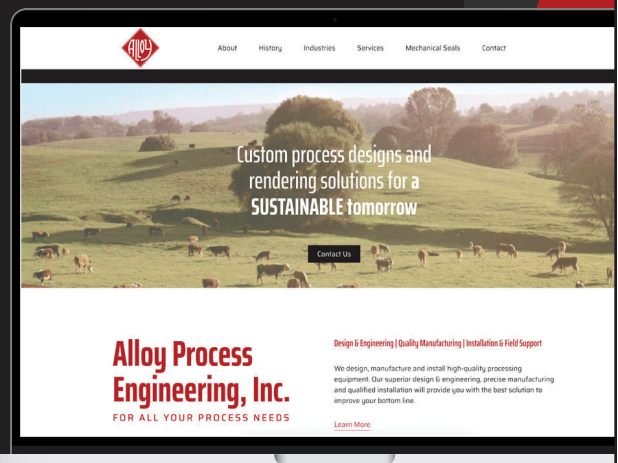 Alloy
About History Industries Services Mechanical Seals Contact
Custom process designs and
rendering solutions for a
SUSTAINABLE tomorrow
Contact Us
Alloy Process
Engineering, Inc.
FOR ALL YOUR PROCESS NEEDS
Design & Engineering | Quality Manufacturing | Installation & Field Support
We design, manufacture and install high-quality processing
equipment. Our superior design & engineering, precise manufacturing
and qualified installation will provide you with the best solution to
improve your bottom line.
Learn More